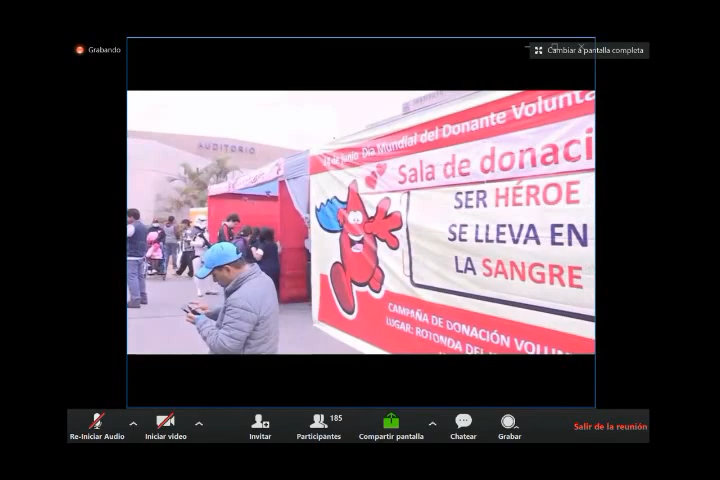 Grabando
Cambiar a pantalla completa
AUDITORIO
14 de junio Día Mundial del Donante Volunta
Sala de donaci
SER HÉROE
SE LLEVA EN
LA SANGRE
CAMPAÑA DE DONACIÓN VOLUN
LUGAR: ROTONDA DEL
Re-Iniciar Audio
Iniciar video
Invitar
185
Participantes
Compartir pantalla
Chatear
Grabar
Salir de la reunión